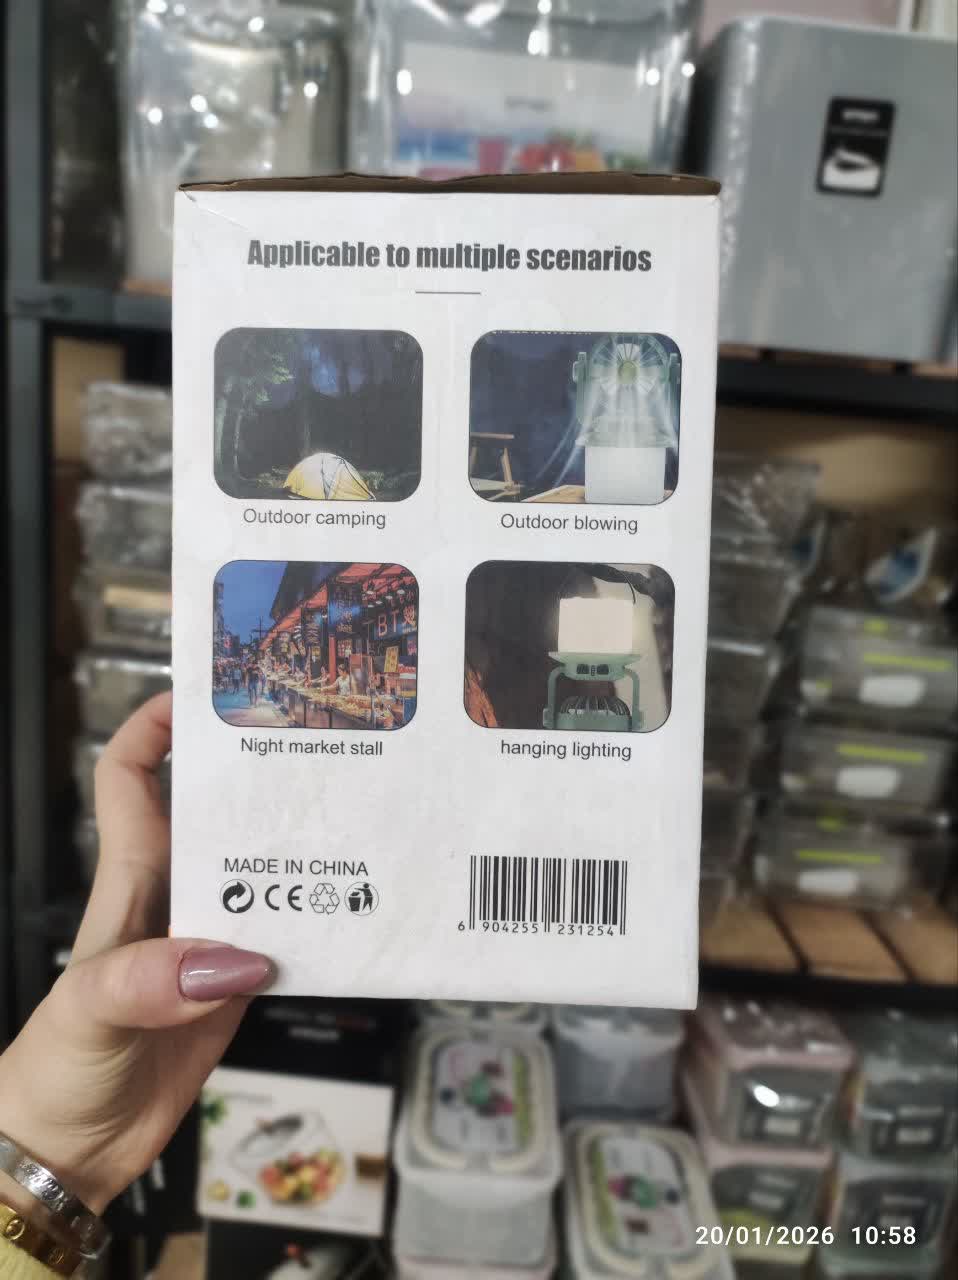 Applicable to multiple scenarios
Outdoor camping
Outdoor blowing
Night market stall
hanging lighting
MADE IN CHINA
CE
6 904255 231254
20/01/2026 10:58